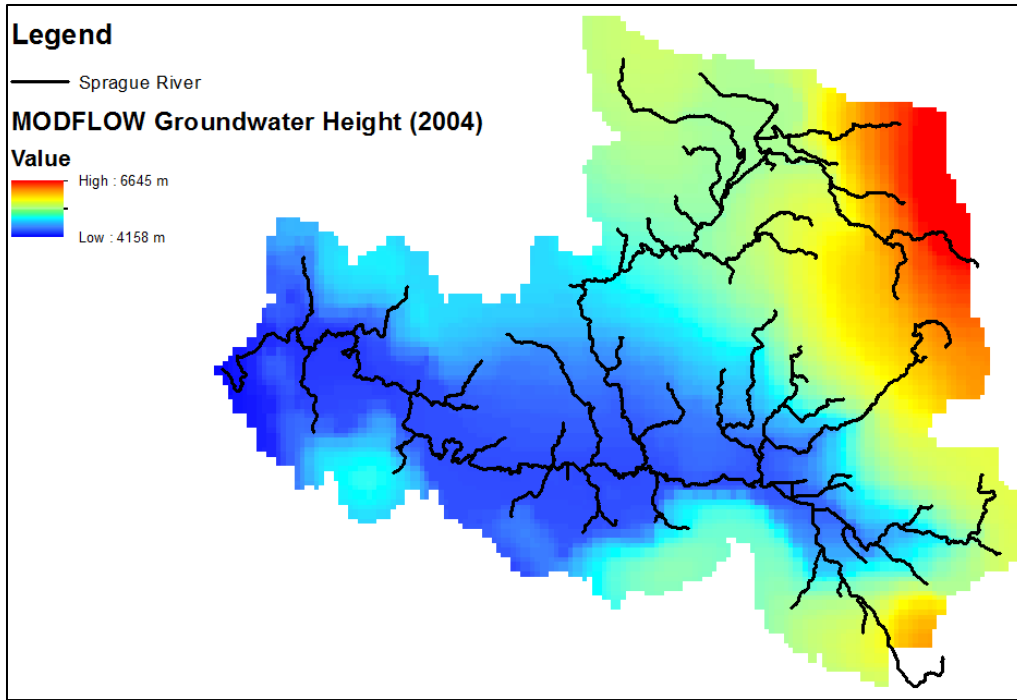 Legend
Sprague River
MODFLOW Groundwater Height (2004)
Value
High : 6645 m
Low : 4158 m